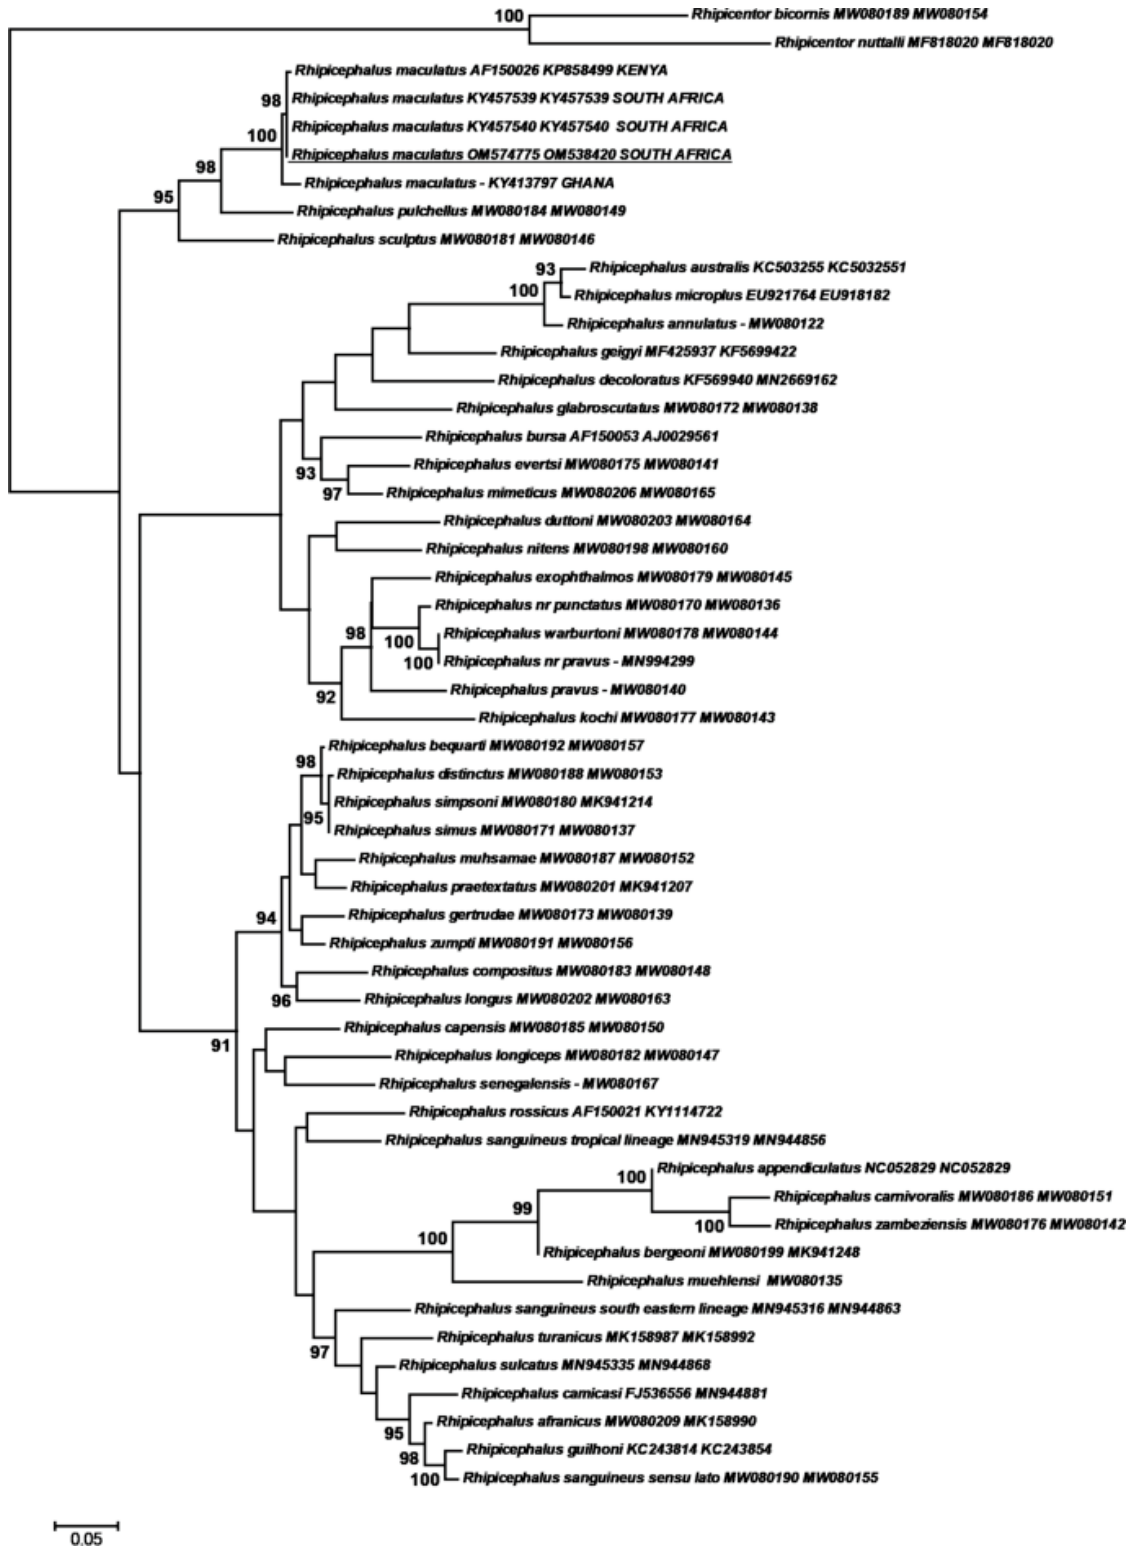 100
Rhipicentor bicornis MW080189 MW080154
Rhipicentor nuttalli MF818020 MF818020
Rhipicephalus maculatus AF150026 KP858499 KENYA
98
Rhipicephalus maculatus KY457539 KY457539 SOUTH AFRICA
Rhipicephalus maculatus KY457540 KY457540 SOUTH AFRICA
100
Rhipicephalus maculatus OM574775 OM538420 SOUTH AFRICA
98
Rhipicephalus maculatus - KY413797 GHANA
95
Rhipicephalus pulchellus MW080184 MW080149
Rhipicephalus sculptus MW080181 MW080146
93
Rhipicephalus australis KC503255 KC5032551
100
Rhipicephalus microplus EU921764 EU918182
Rhipicephalus annulatus - MW080122
Rhipicephalus geigyi MF425937 KF5699422
Rhipicephalus decoloratus KF569940 MN2669162
Rhipicephalus glabroscutatus MW080172 MW080138
Rhipicephalus bursa AF150053 AJ0029561
93
Rhipicephalus evertsi MW080175 MW080141
97
Rhipicephalus mimeticus MW080206 MW080165
Rhipicephalus duttoni MW080203 MW080164
Rhipicephalus nitens MW080198 MW080160
Rhipicephalus exophthalmos MW080179 MW080145
Rhipicephalus nr punctatus MW080170 MW080136
98
100
Rhipicephalus warburtoni MW080178 MW080144
100
Rhipicephalus nr pravus - MN994299
92
Rhipicephalus pravus - MW080140
Rhipicephalus kochi MW080177 MW080143
Rhipicephalus bequarti MW080192 MW080157
98
Rhipicephalus distinctus MW080188 MW080153
Rhipicephalus simpsoni MW080180 MK941214
95
Rhipicephalus simus MW080171 MW080137
Rhipicephalus muhsamae MW080187 MW080152
Rhipicephalus praetextatus MW080201 MK941207
94
Rhipicephalus gertrudae MW080173 MW080139
Rhipicephalus zumpti MW080191 MW080156
Rhipicephalus compositus MW080183 MW080148
96
Rhipicephalus longus MW080202 MW080163
91
Rhipicephalus capensis MW080185 MW080150
Rhipicephalus longiceps MW080182 MW080147
Rhipicephalus senegalensis - MW080167
Rhipicephalus rossicus AF150021 KY1114722
Rhipicephalus sanguineus tropical lineage MN945319 MN944856
100
Rhipicephalus appendiculatus NC052829 NC052829
Rhipicephalus carnivoralis MW080186 MW080151
99
100
Rhipicephalus zambeziensis MW080176 MW080142
100
Rhipicephalus bergeoni MW080199 MK941248
Rhipicephalus muehlensi MW080135
Rhipicephalus sanguineus south eastern lineage MN945316 MN944863
97
Rhipicephalus turanicus MK158987 MK158992
Rhipicephalus sulcatus MN945335 MN944868
Rhipicephalus camicasi FJ536556 MN944881
95
Rhipicephalus afranicus MW080209 MK158990
98
Rhipicephalus guilhoni KC243814 KC243854
100
Rhipicephalus sanguineus sensu lato MW080190 MW080155
0.05